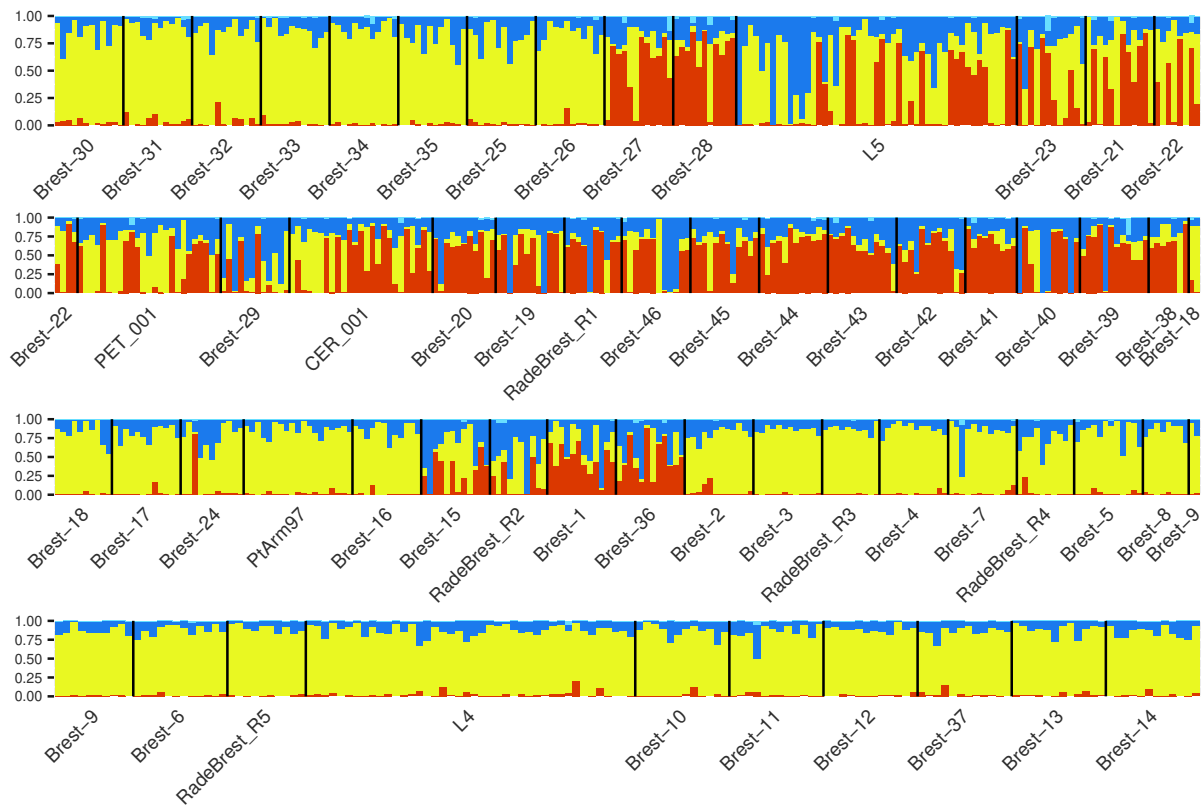 1.00
0.75
0.50
0.25
0.00
Brest−30
Brest−31
Brest−32
Brest−33
Brest−34
Brest−35
Brest−25
Brest−26
Brest−27
Brest−28
L5
Brest−23
Brest−21
Brest−22
1.00
0.75
0.50
0.25
0.00
Brest−22
PET_001
Brest−29
CER_001
Brest−20
Brest−19
RadeBrest_R1
Brest−46
Brest−45
Brest−44
Brest−43
Brest−42
Brest−41
Brest−40
Brest−39
Brest−38
Brest−18
1.00
0.75
0.50
0.25
0.00
Brest−18
Brest−17
Brest−24
PtArm97
Brest−16
Brest−15
RadeBrest_R2
Brest−1
Brest−36
Brest−2
Brest−3
RadeBrest_R3
Brest−4
Brest−7
RadeBrest_R4
Brest−5
Brest−8
Brest−9
1.00
0.75
0.50
0.25
0.00
Brest−9
Brest−6
RadeBrest_R5
L4
Brest−10
Brest−11
Brest−12
Brest−37
Brest−13
Brest−14